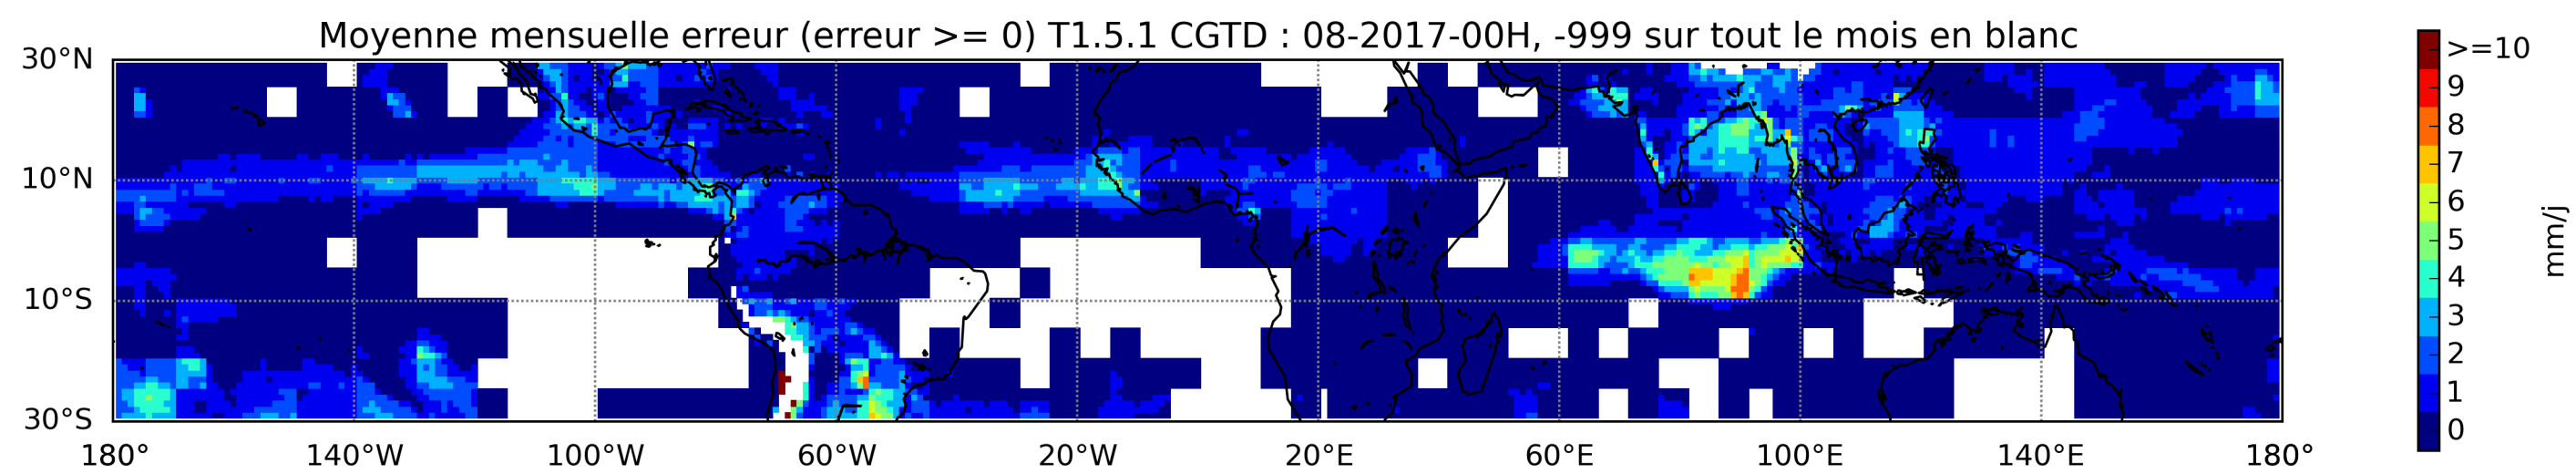 Moyenne mensuelle erreur (erreur >= 0) T1.5.1 CGTD : 08-2017-00H, -999 sur tout le mois en blanc
30°N
10°N
10°S
30°S
180° 140°W 100°W 60°W 20°W 20°E 60°E 100°E 140°E 180°
>=10
9
8
7
6
5
4
3
2
1
0
mm/j